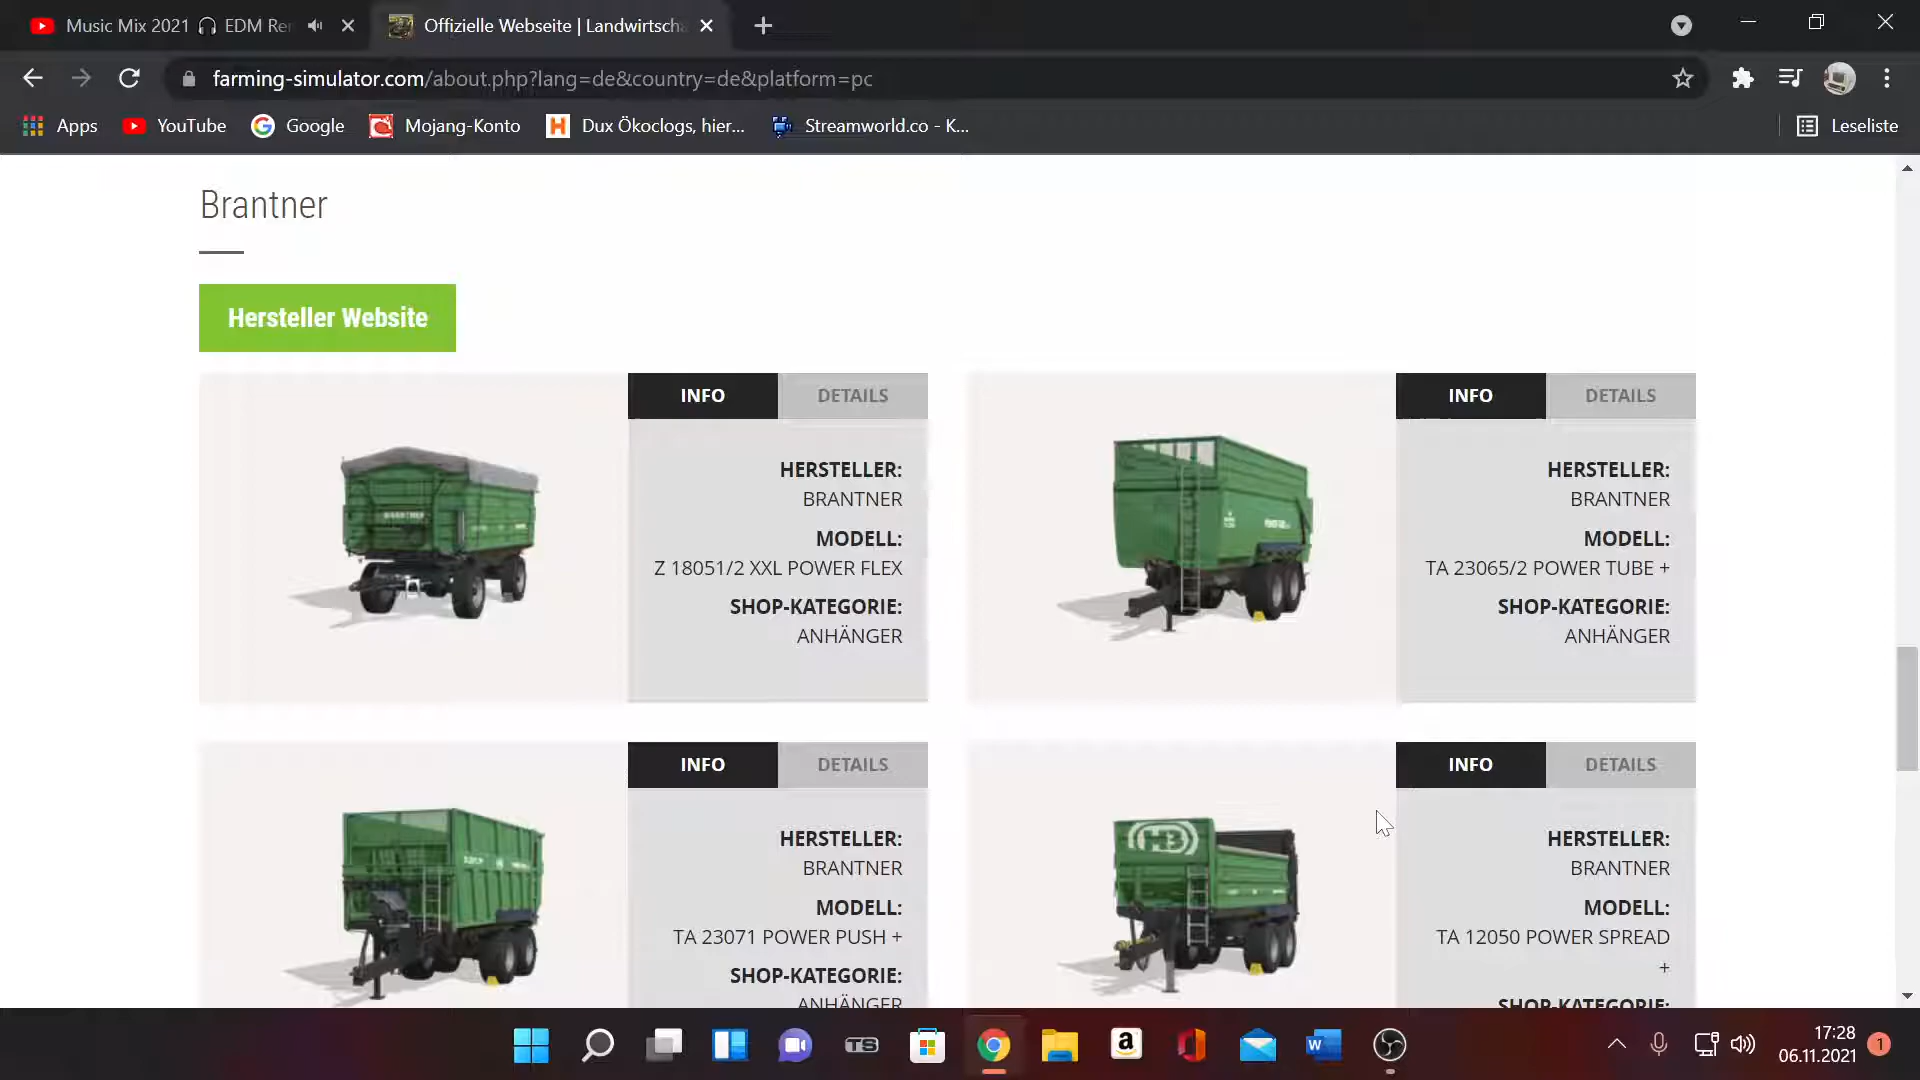 Music Mix 2021 🎧 EDM Re
Offizielle Webseite | Landwirtscha
farming-simulator.com/about.php?lang=de&country=de&platform=pc
Apps
YouTube
Google
Mojang-Konto
Dux Ökoclogs, hier...
Streamworld.co - K...
Leseliste
Brantner
Hersteller Website
INFO DETAILS
HERSTELLER:
BRANTNER
MODELL:
Z 18051/2 XXL POWER FLEX
SHOP-KATEGORIE:
ANHÄNGER
INFO DETAILS
HERSTELLER:
BRANTNER
MODELL:
TA 23065/2 POWER TUBE +
SHOP-KATEGORIE:
ANHÄNGER
INFO DETAILS
HERSTELLER:
BRANTNER
MODELL:
TA 23071 POWER PUSH +
SHOP-KATEGORIE:
ANHÄNGER
INFO DETAILS
HERSTELLER:
BRANTNER
MODELL:
TA 12050 POWER SPREAD
+
SHOP-KATEGORIE:
17:28
06.11.2021
1